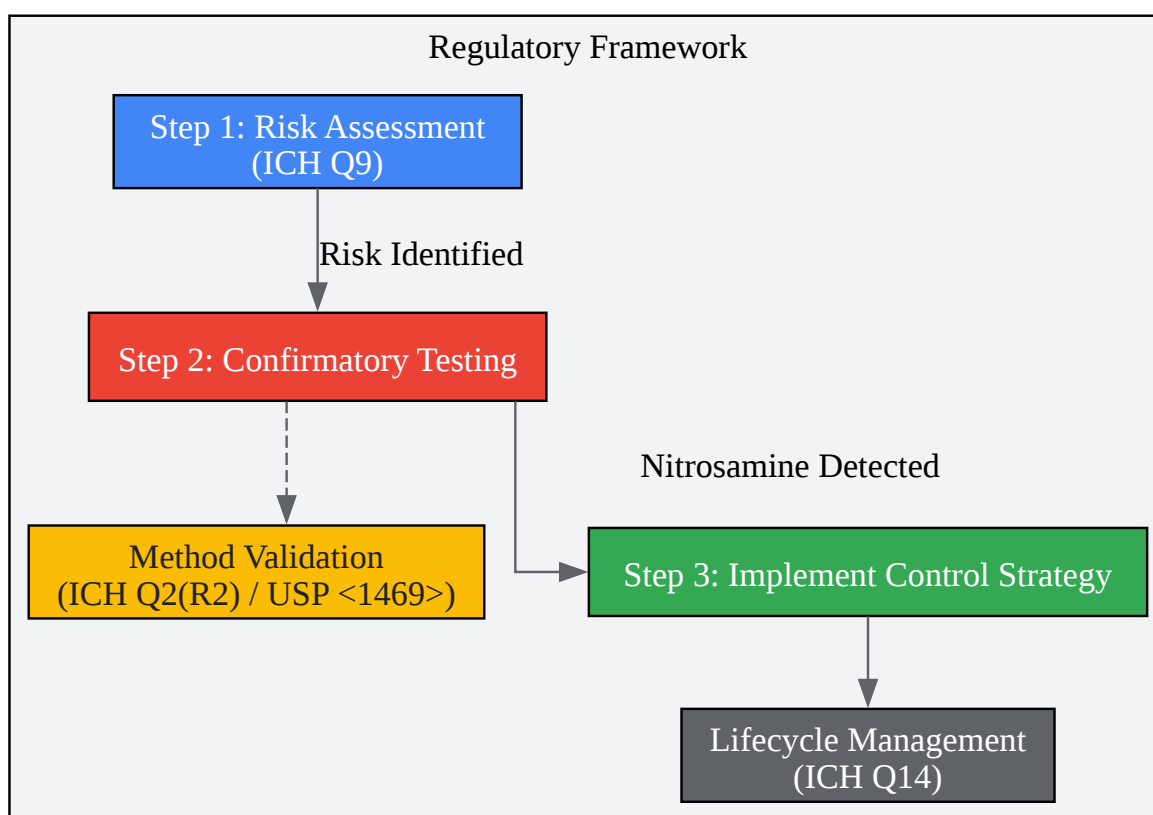 Regulatory Framework
Step 1: Risk Assessment
(ICH Q9)
Risk Identified
Step 2: Confirmatory Testing
Nitrosamine Detected
Method Validation
(ICH Q2(R2) / USP <1469>)
Step 3: Implement Control Strategy
Lifecycle Management
(ICH Q14)